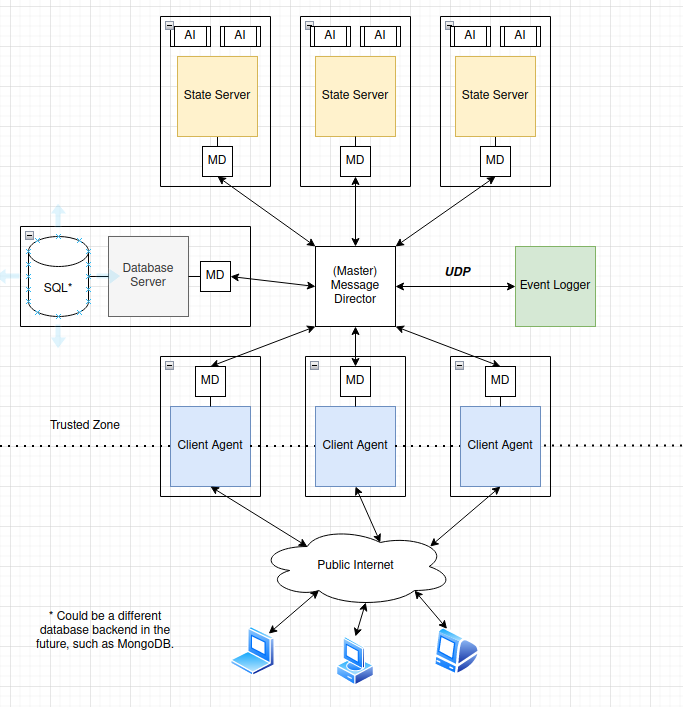 AI AI AI AI AI AI
State Server State Server State Server
MD MD MD
SQL*
Database
Server
MD
(Master)
Message
Director
UDP
Event Logger
MD MD MD
Trusted Zone
Client Agent Client Agent Client Agent
Public Internet
* Could be a different
database backend in the
future, such as MongoDB.